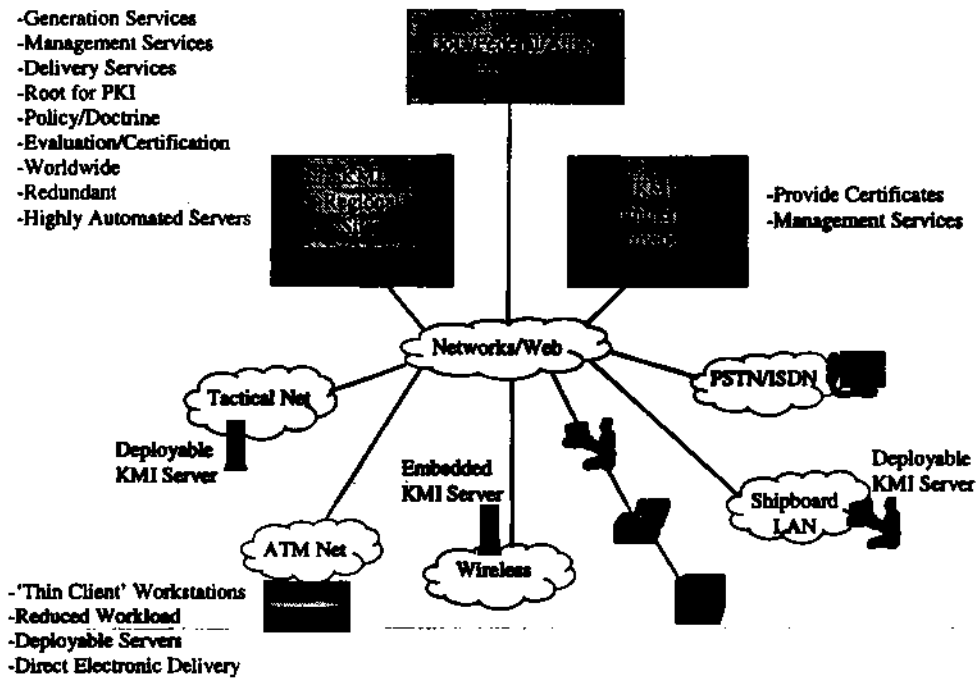 -Generation Services
-Management Services
-Delivery Services
-Root for PKI
-Policy/Doctrine
-Evaluation/Certification
-Worldwide
-Redundant
-Highly Automated Servers
KMI
Regional
-Provide Certificates
-Management Services
Networks/Web
Tactical Net
PSTN/ISDN
Deployable
KMI Server
Embedded
KMI Server
Deployable
KMI Server
Shipboard
LAN
ATM Net
Wireless
-'Thin Client' Workstations
-Reduced Workload
-Deployable Servers
-Direct Electronic Delivery